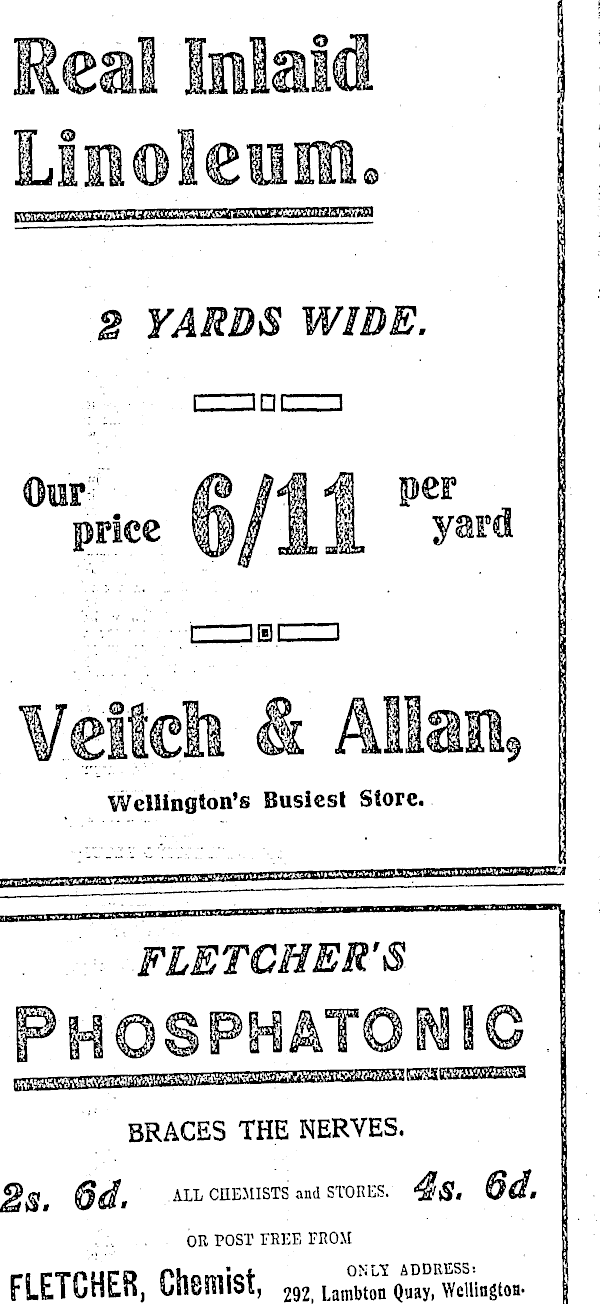 Real Inlaid
Linoleum.
2 YARDS WIDE.
Our price 6/11 per yard
Veitch & Allan,
Wellington's Busiest Store.
FLETCHER'S
PHOSPHATONIC
BRACES THE NERVES.
2s. 6d. ALL CHEMISTS and STORES. 4s. 6d.
OR POST FREE FROM
FLETCHER, Chemist, ONLY ADDRESS:
292, Lambton Quay, Wellington.